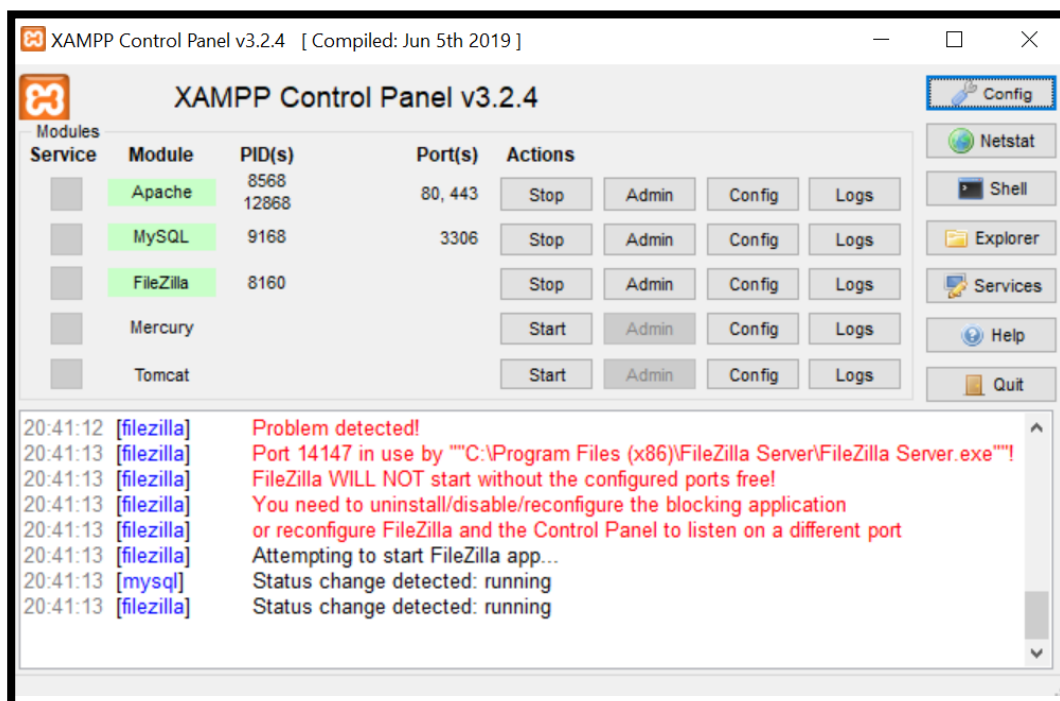 XAMPP Control Panel v3.2.4 [ Compiled: Jun 5th 2019 ]
XAMPP Control Panel v3.2.4
Config
Modules
Service Module PID(s) Port(s) Actions
Netstat
Apache 8568 12868 80, 443 Stop Admin Config Logs
Shell
MySQL 9168 3306 Stop Admin Config Logs
Explorer
FileZilla 8160 Stop Admin Config Logs
Services
Mercury Start Admin Config Logs
Help
Tomcat Start Admin Config Logs
Quit
20:41:12 [filezilla] Problem detected!
20:41:13 [filezilla] Port 14147 in use by ""C:\Program Files (x86)\FileZilla Server\FileZilla Server.exe""!
20:41:13 [filezilla] FileZilla WILL NOT start without the configured ports free!
20:41:13 [filezilla] You need to uninstall/disable/reconfigure the blocking application
20:41:13 [filezilla] or reconfigure FileZilla and the Control Panel to listen on a different port
20:41:13 [filezilla] Attempting to start FileZilla app...
20:41:13 [mysql] Status change detected: running
20:41:13 [filezilla] Status change detected: running